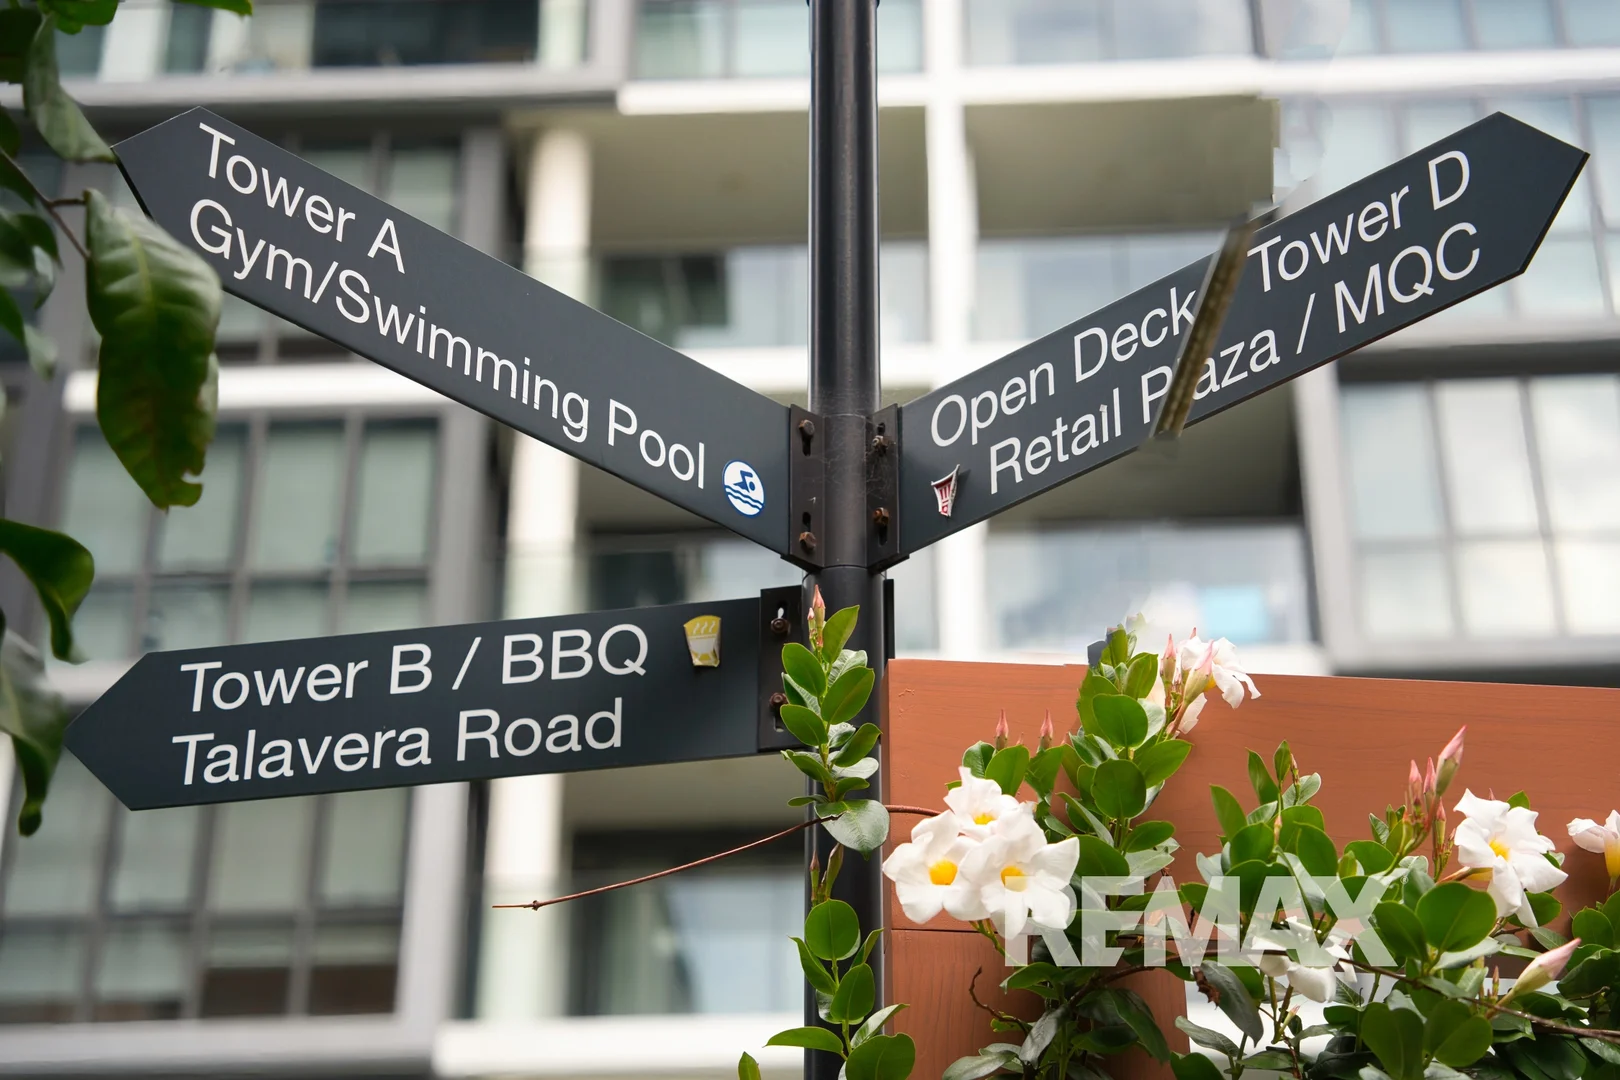 Tower A
Gym/Swimming Pool
Open Deck Tower D
Retail Plaza / MQC
Tower B / BBQ
Talavera Road
REMAX